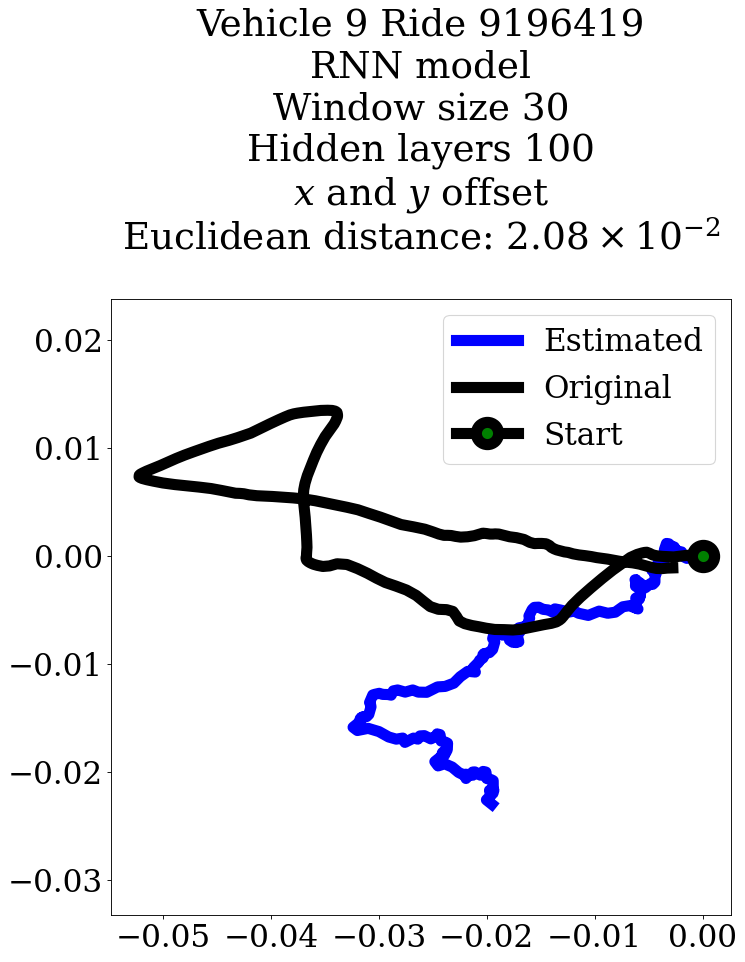 Vehicle 9 Ride 9196419
RNN model
Window size 30
Hidden layers 100
x and y offset
Euclidean distance: 2.08 × 10⁻²
Estimated
Original
Start
0.02
0.01
0.00
−0.01
−0.02
−0.03
−0.05 −0.04 −0.03 −0.02 −0.01 0.00